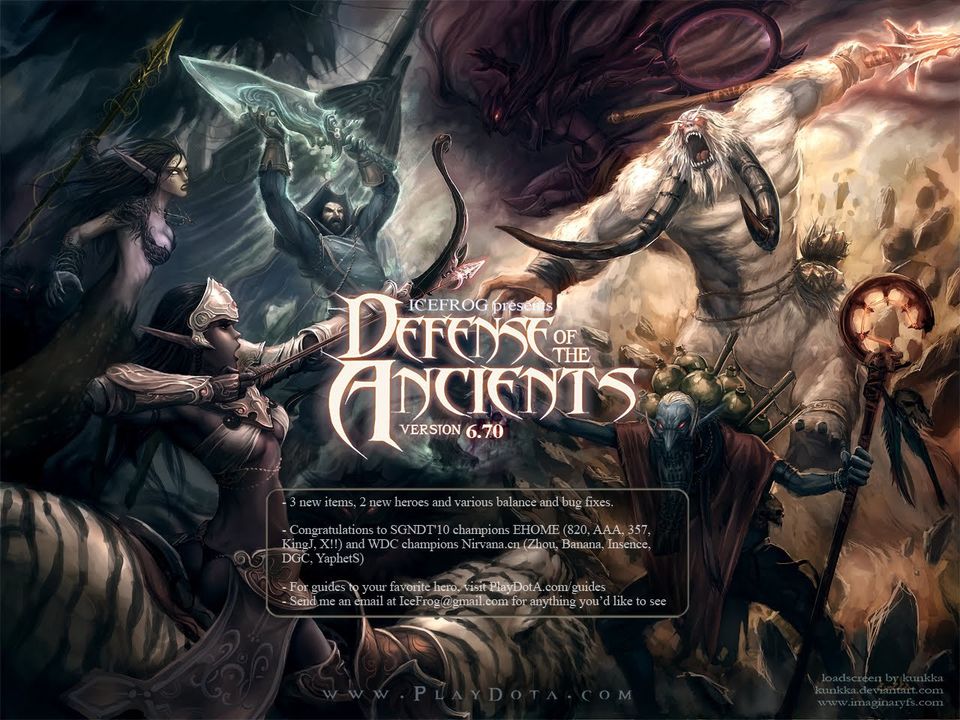 ICEFROG presents
DEFENSE OF THE
ANCIENTS
VERSION 6.70
- 3 new items, 2 new heroes and various balance and bug fixes.
- Congratulations to SGNDT'10 champions EHOME (820, AAA, 357,
KingJ, X!!) and WDC champions Nirvana.cn (Zhou, Banana, Insence,
DGC, YaphetS)
- For guides to your favorite hero, visit PlayDotA.com/guides
- Send me an email at IceFrog@gmail.com for anything you'd like to see
WWW.PLAYDOTA.COM
loadscreen by kunkka
kunkka.deviantart.com
www.imaginaryfs.com